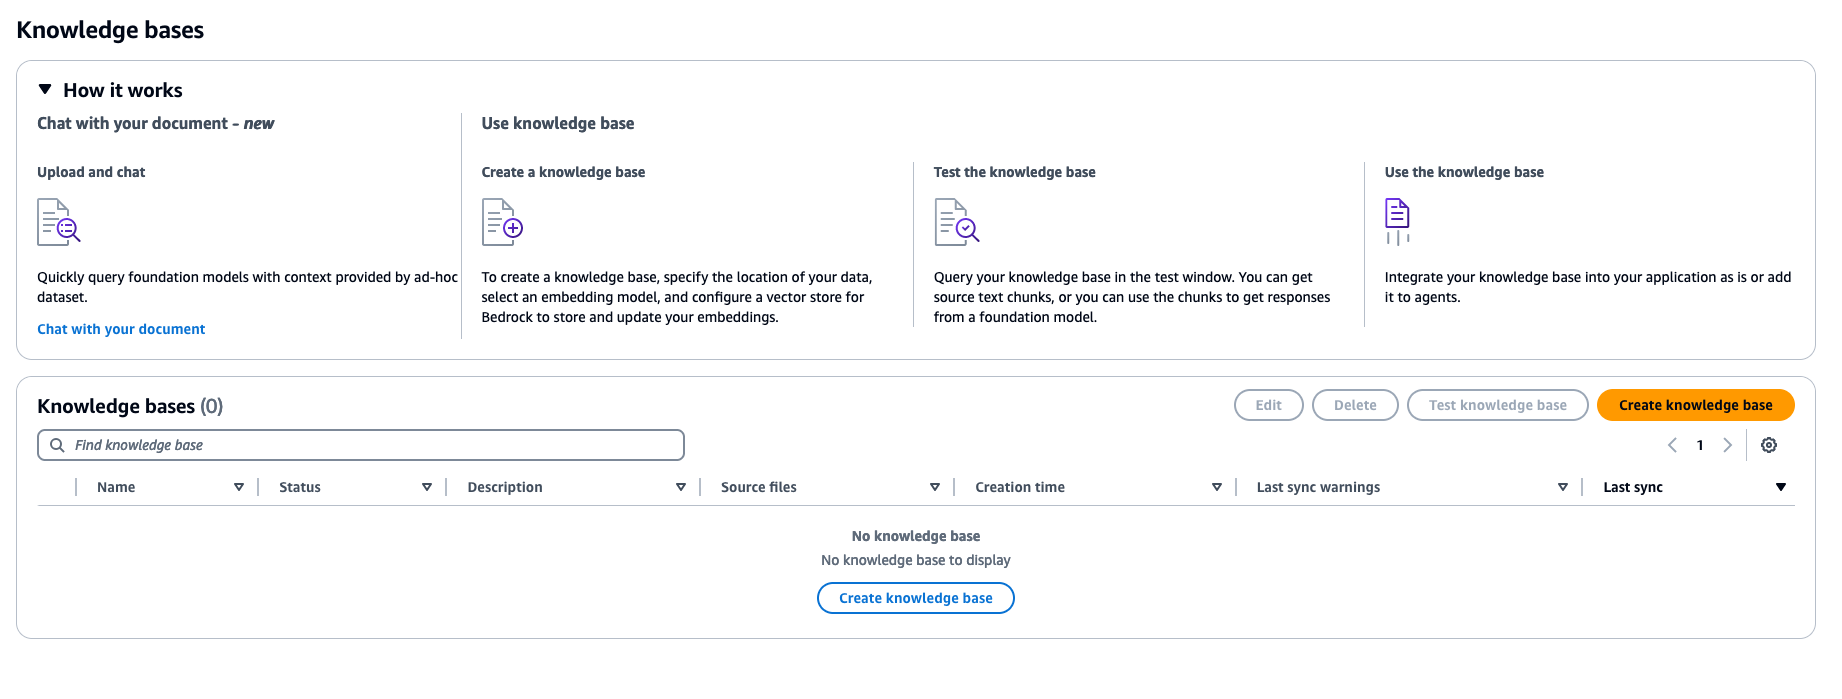 Knowledge bases
How it works
Chat with your document - new
Upload and chat
Quickly query foundation models with context provided by ad-hoc
dataset.
Chat with your document
Use knowledge base
Create a knowledge base
To create a knowledge base, specify the location of your data,
select an embedding model, and configure a vector store for
Bedrock to store and update your embeddings.
Test the knowledge base
Query your knowledge base in the test window. You can get
source text chunks, or you can use the chunks to get responses
from a foundation model.
Use the knowledge base
Integrate your knowledge base into your application as is or add
it to agents.
Knowledge bases (0)
Edit Delete Test knowledge base Create knowledge base
Find knowledge base
1
Name Status Description Source files Creation time Last sync warnings Last sync
No knowledge base
No knowledge base to display
Create knowledge base